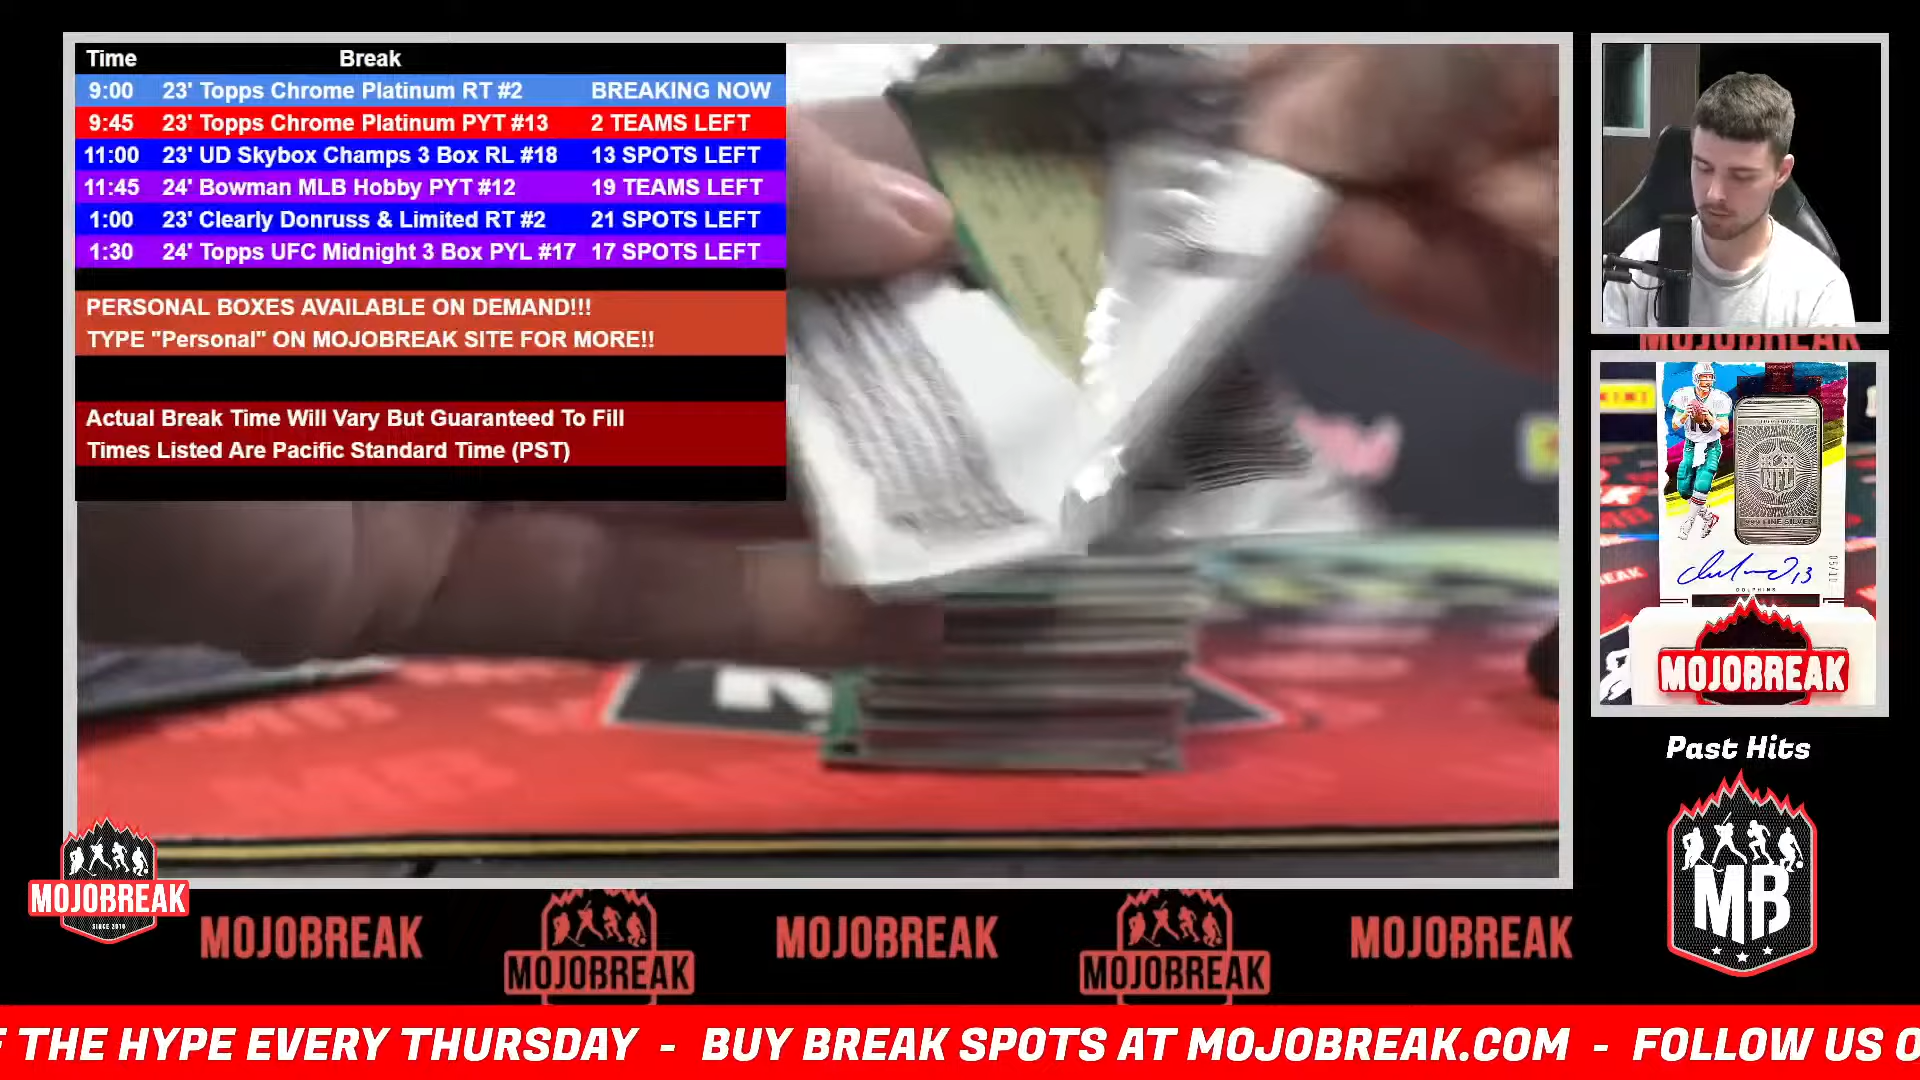 Time Break
9:00 23' Topps Chrome Platinum RT #2 BREAKING NOW
9:45 23' Topps Chrome Platinum PYT #13 2 TEAMS LEFT
11:00 23' UD Skybox Champs 3 Box RL #18 13 SPOTS LEFT
11:45 24' Bowman MLB Hobby PYT #12 19 TEAMS LEFT
1:00 23' Clearly Donruss & Limited RT #2 21 SPOTS LEFT
1:30 24' Topps UFC Midnight 3 Box PYL #17 17 SPOTS LEFT
PERSONAL BOXES AVAILABLE ON DEMAND!!!
TYPE "Personal" ON MOJOBREAK SITE FOR MORE!!
Actual Break Time Will Vary But Guaranteed To Fill
Times Listed Are Pacific Standard Time (PST)
MOJOBREAK
NFL
DOLPHINS
MOJOBREAK
Past Hits
MB
MOJOBREAK
SINCE 2010
MOJOBREAK
MOJOBREAK
MOJOBREAK
MOJOBREAK
MOJOBREAK
THE HYPE EVERY THURSDAY - BUY BREAK SPOTS AT MOJOBREAK.COM - FOLLOW US